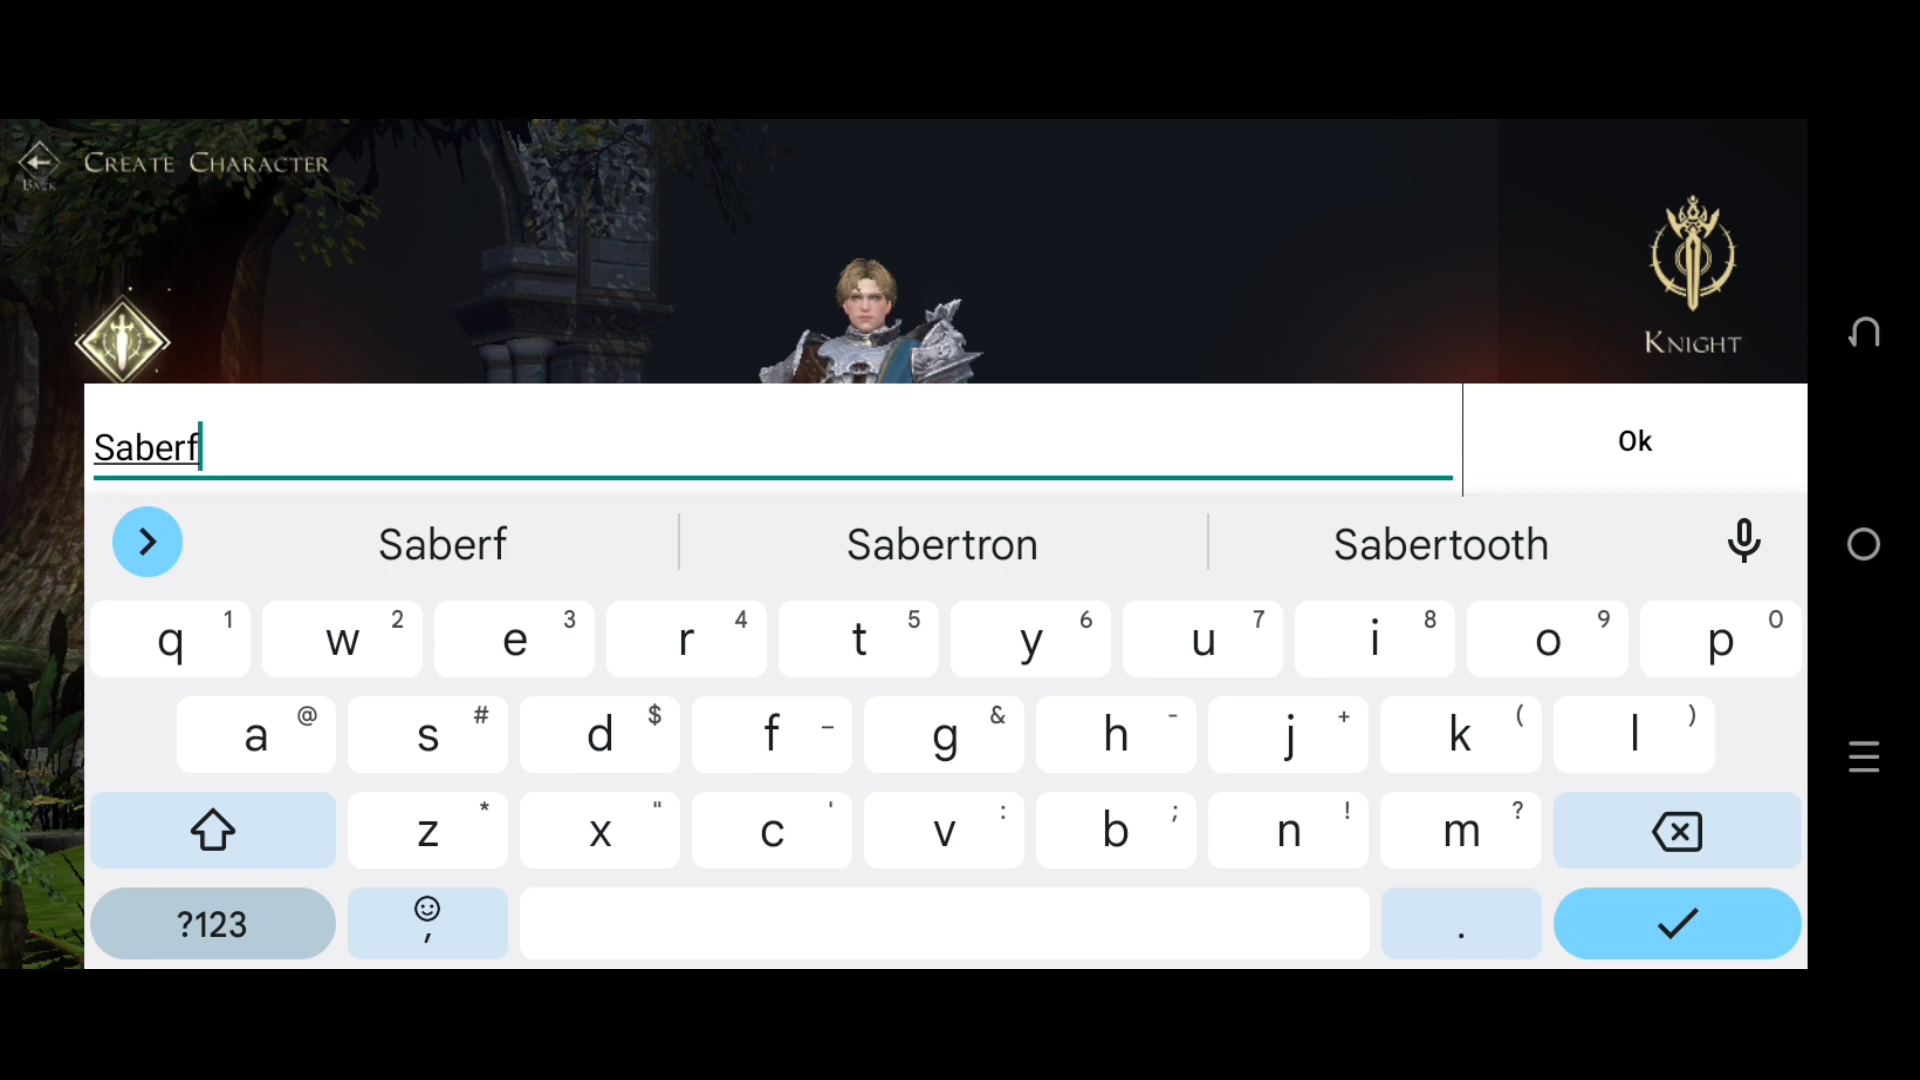 BACK
CREATE CHARACTER
KNIGHT
Saberf
Ok
Saberf Sabertron Sabertooth
q 1 w 2 e 3 r 4 t 5 y 6 u 7 i 8 o 9 p 0
a @ s # d $ f _ g & h - j + k ( l )
z * x " c ' v : b ; n ! m ?
?123 , .